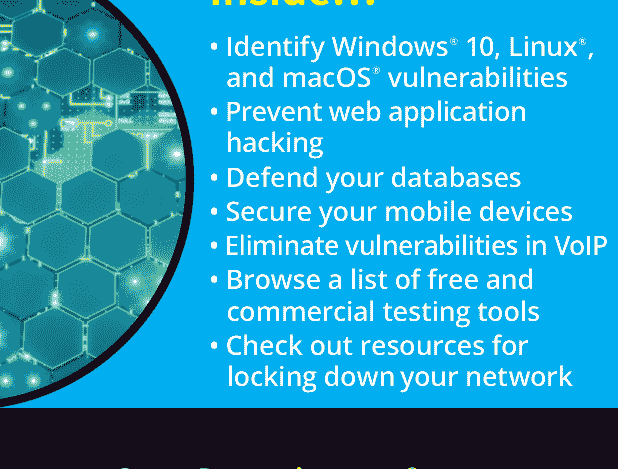 Inside...
• Identify Windows® 10, Linux®,
and macOS® vulnerabilities
• Prevent web application
hacking
• Defend your databases
• Secure your mobile devices
• Eliminate vulnerabilities in VoIP
• Browse a list of free and
commercial testing tools
• Check out resources for
locking down your network